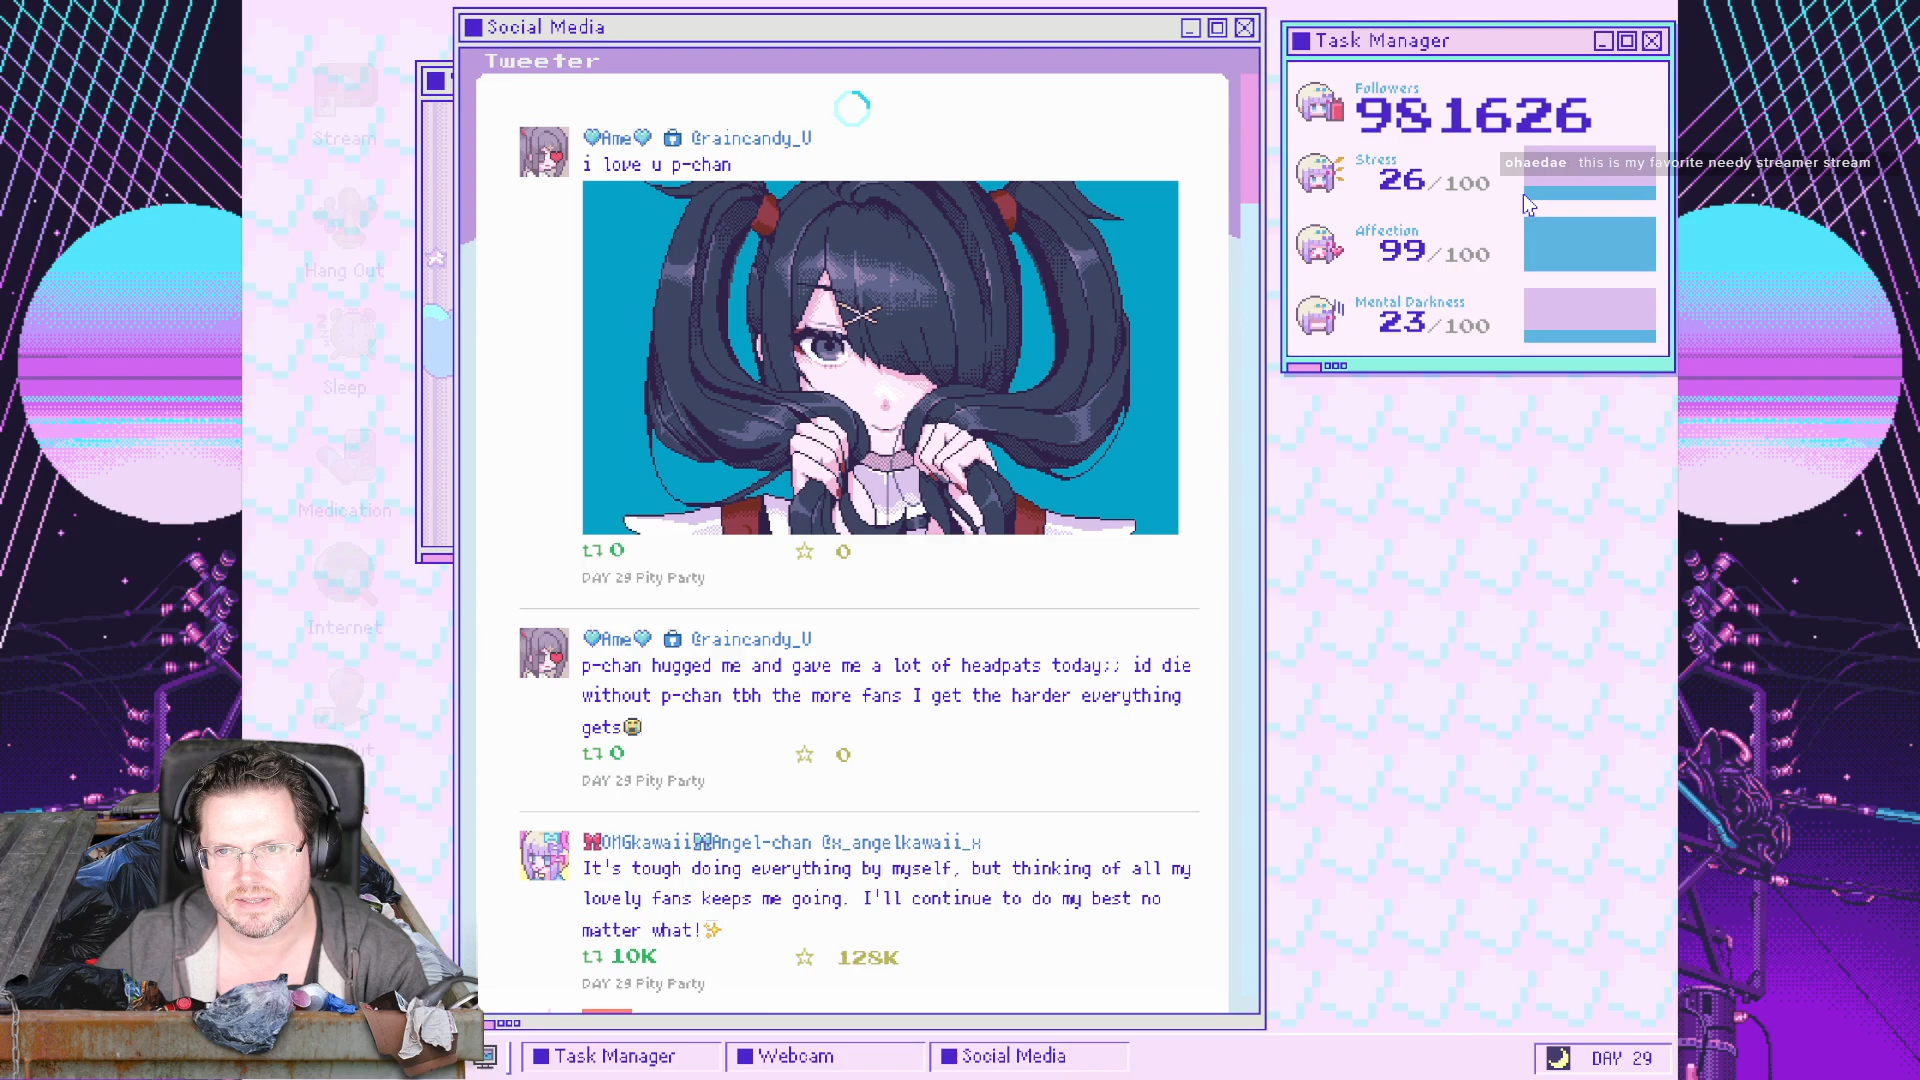 Social Media
Tweeter
Ame @raincandy_U
i love u p-chan
0 0
DAY 29 Pity Party
Ame @raincandy_U
p-chan hugged me and gave me a lot of headpats today;; id die
without p-chan tbh the more fans I get the harder everything
gets
0 0
DAY 29 Pity Party
OMGkawaiiAngel-chan @x_angelkawaii_x
It's tough doing everything by myself, but thinking of all my
lovely fans keeps me going. I'll continue to do my best no
matter what!
10K 128K
DAY 29 Pity Party
Task Manager
Followers
981626
ohaedae this is my favorite needy streamer stream
Stress
26/100
Affection
99/100
Mental Darkness
23/100
Stream
Hang Out
Sleep
Medication
Internet
Task Manager
Webcam
Social Media
DAY 29